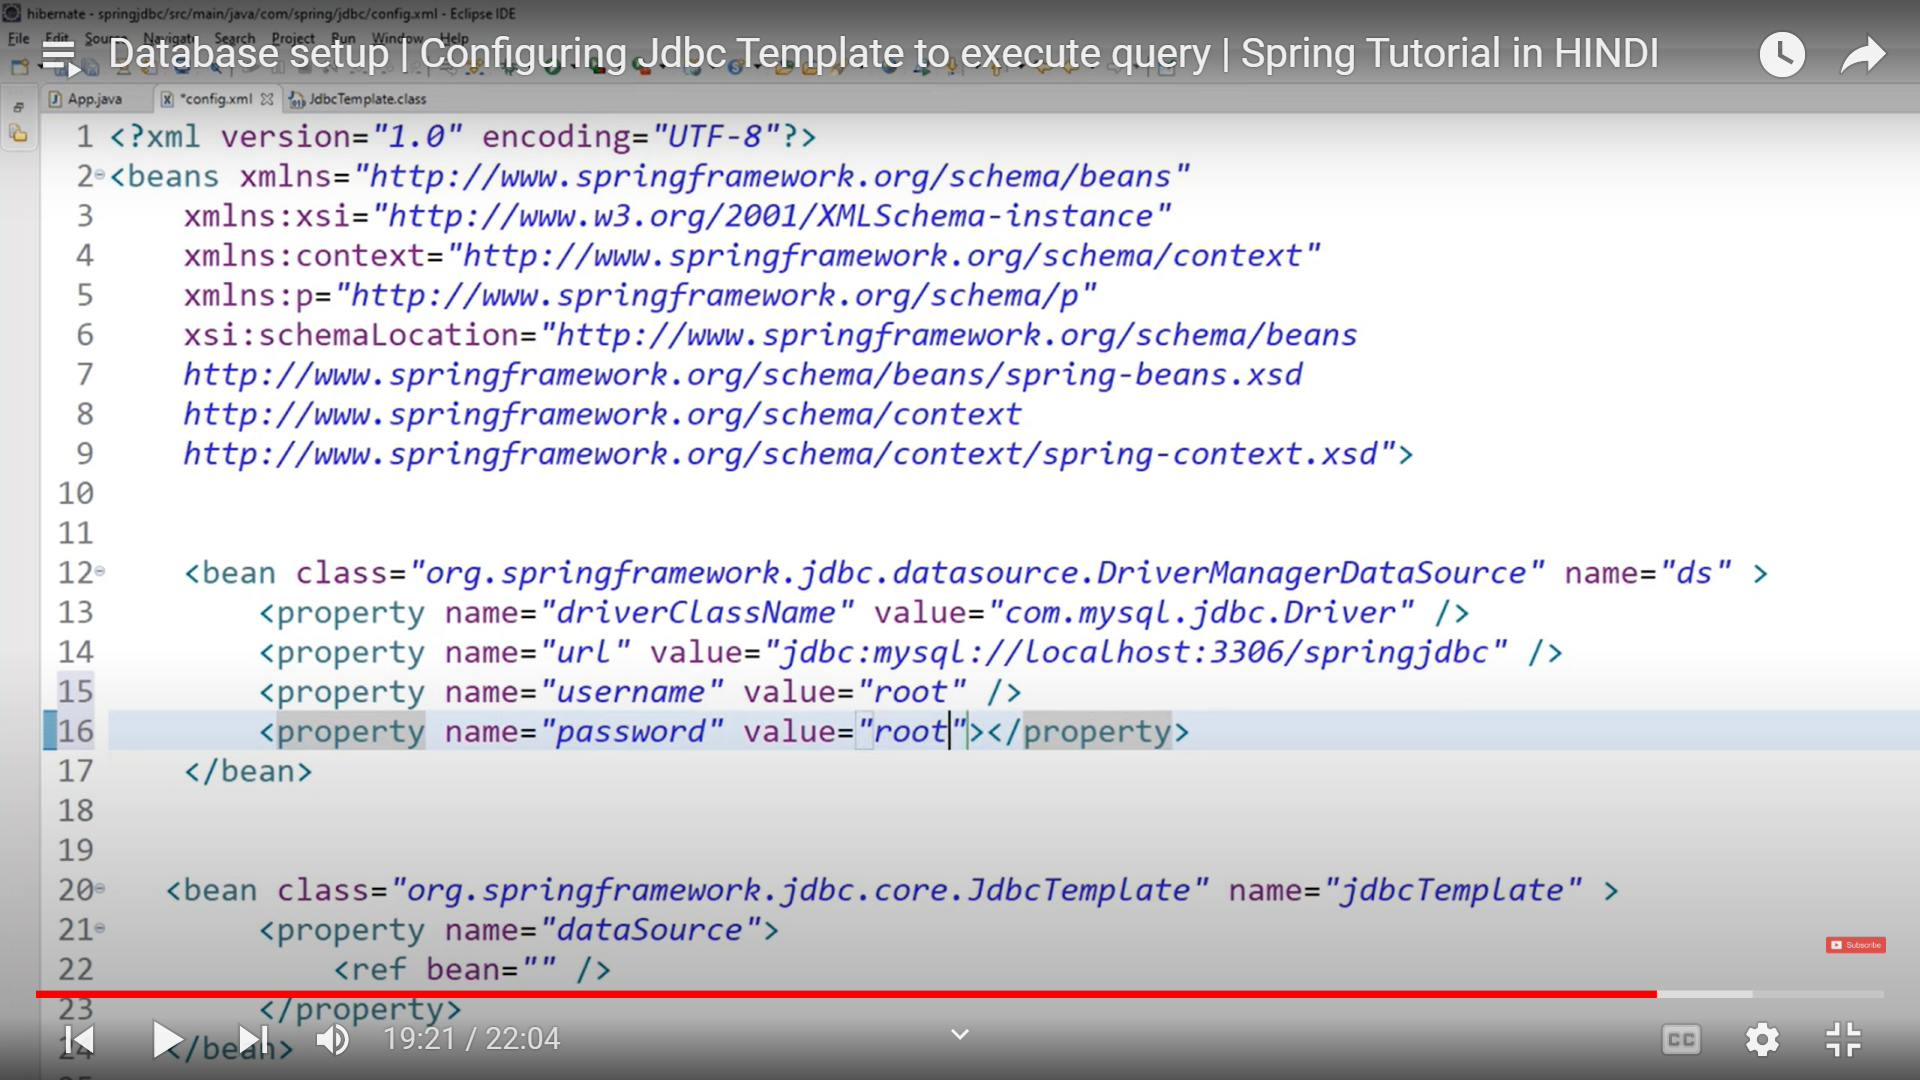 hibernate - springjdbc/src/main/java/com/spring/jdbc/config.xml - Eclipse IDE
File Edit Source Navigate Search Project Run Window Help
Database setup | Configuring Jdbc Template to execute query | Spring Tutorial in HINDI
App.java *config.xml JdbcTemplate.class
1 <?xml version="1.0" encoding="UTF-8"?>
2 <beans xmlns="http://www.springframework.org/schema/beans"
3 xmlns:xsi="http://www.w3.org/2001/XMLSchema-instance"
4 xmlns:context="http://www.springframework.org/schema/context"
5 xmlns:p="http://www.springframework.org/schema/p"
6 xsi:schemaLocation="http://www.springframework.org/schema/beans
7 http://www.springframework.org/schema/beans/spring-beans.xsd
8 http://www.springframework.org/schema/context
9 http://www.springframework.org/schema/context/spring-context.xsd">
10
11
12 <bean class="org.springframework.jdbc.datasource.DriverManagerDataSource" name="ds" >
13 <property name="driverClassName" value="com.mysql.jdbc.Driver" />
14 <property name="url" value="jdbc:mysql://localhost:3306/springjdbc" />
15 <property name="username" value="root" />
16 <property name="password" value="root"></property>
17 </bean>
18
19
20 <bean class="org.springframework.jdbc.core.JdbcTemplate" name="jdbcTemplate" >
21 <property name="dataSource">
Subscribe
22 <ref bean="" />
23 </property>
24 </bean>
19:21 / 22:04
CC